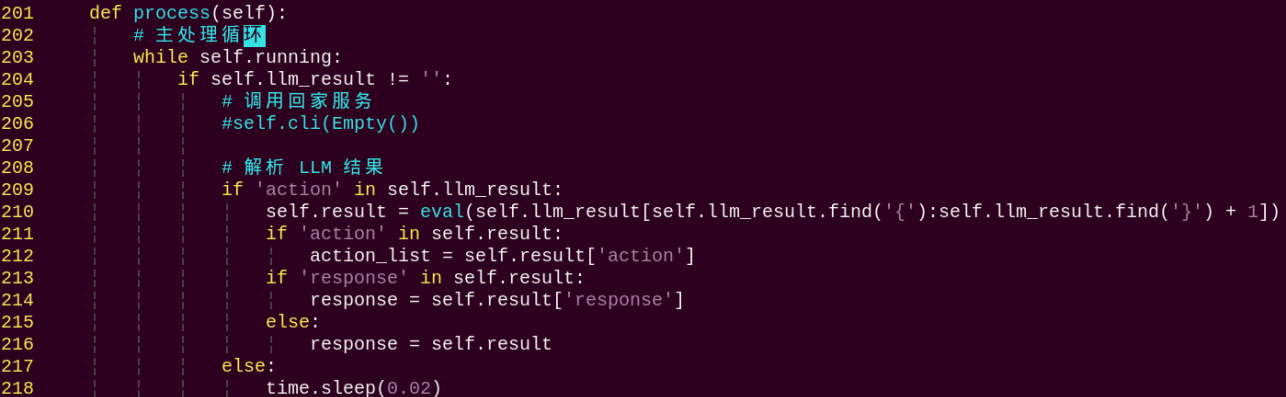 201     def process(self):
202         # 主处理循环
203         while self.running:
204             if self.llm_result != '':
205                 # 调用回家服务
206                 #self.cli(Empty())
207
208                 # 解析 LLM 结果
209                 if 'action' in self.llm_result:
210                     self.result = eval(self.llm_result[self.llm_result.find('{'):self.llm_result.find('}') + 1])
211                     if 'action' in self.result:
212                         action_list = self.result['action']
213                     if 'response' in self.result:
214                         response = self.result['response']
215                     else:
216                         response = self.result
217                 else:
218                     time.sleep(0.02)